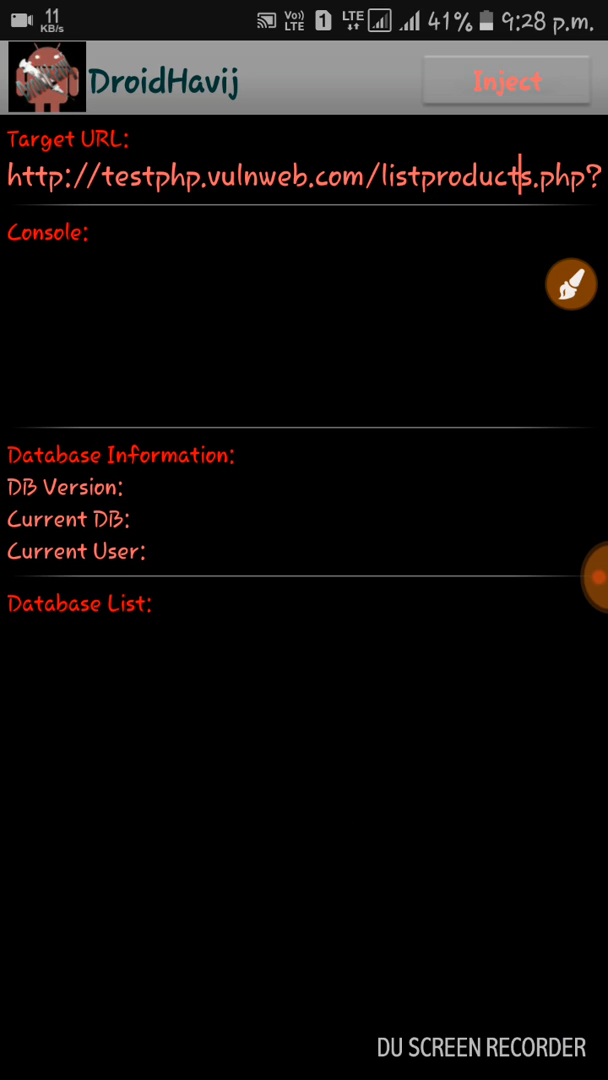 11
KB/s
Vo))
LTE
1
LTE
41%
9:28 p.m.
DroidHavij
Inject
Target URL:
http://testphp.vulnweb.com/listproducts.php?
Console:
Database Information:
DB Version:
Current DB:
Current User:
Database List:
DU SCREEN RECORDER